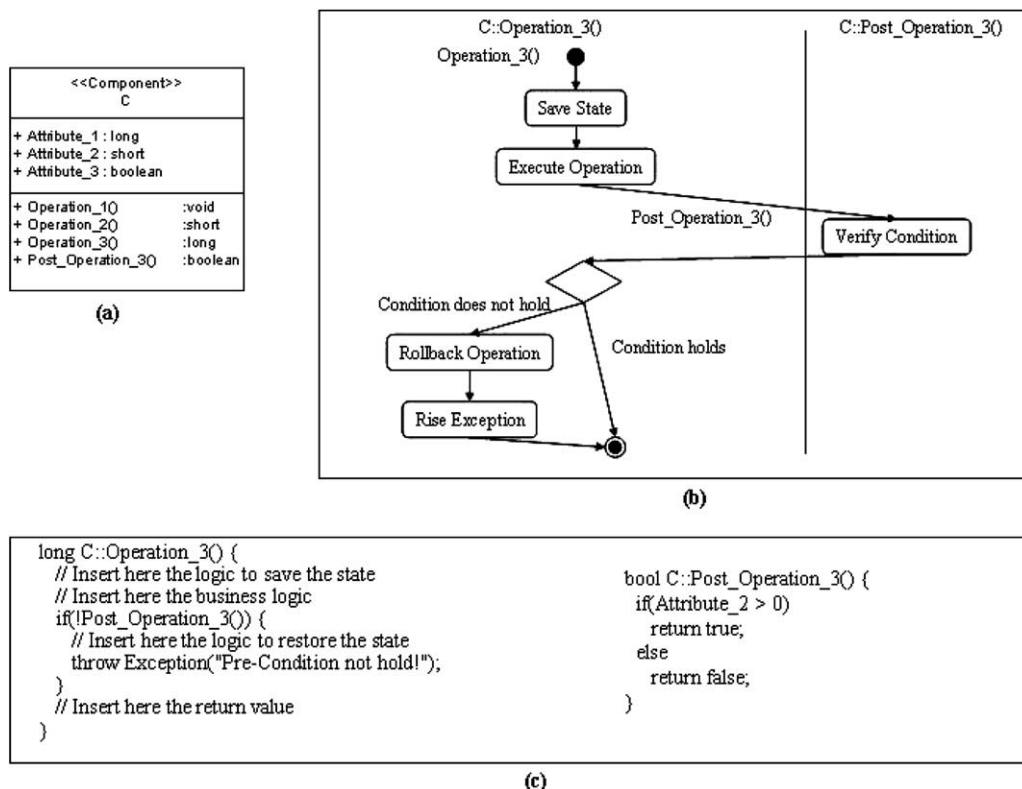 <<Component>>
C
+ Attribute_1 : long
+ Attribute_2 : short
+ Attribute_3 : boolean
+ Operation_1() :void
+ Operation_2() :short
+ Operation_3() :long
+ Post_Operation_3() :boolean
(a)
C::Operation_3()
C::Post_Operation_3()
Operation_3()
Save State
Execute Operation
Post_Operation_3()
Verify Condition
Condition does not hold
Rollback Operation
Condition holds
Rise Exception
(b)
long C::Operation_3() {
// Insert here the logic to save the state
// Insert here the business logic
if(!Post_Operation_3()) {
// Insert here the logic to restore the state
throw Exception("Pre-Condition not hold!");
}
// Insert here the return value
}
bool C::Post_Operation_3() {
if(Attribute_2 > 0)
return true;
else
return false;
}
(c)